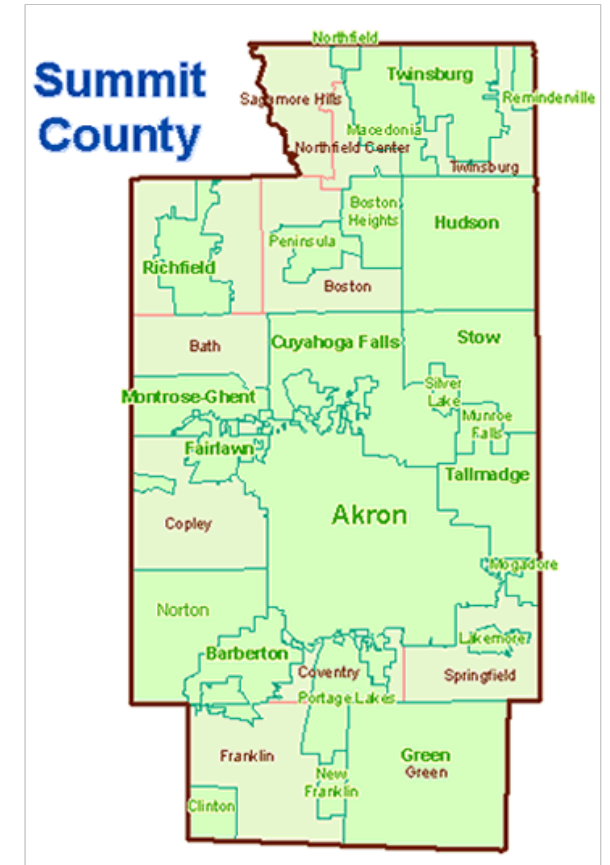 Summit
County
Northfield
Twinsburg
Sagamore Hills
Reminderville
Macedonia
Northfield Center
Twinsburg
Boston
Heights
Hudson
Peninsula
Richfield
Boston
Bath
Cuyahoga Falls
Stow
Silver
Lake
Montrose-Ghent
Munroe
Falls
Fairlawn
Tallmadge
Akron
Copley
Mogadore
Norton
Lakemore
Barberton
Coventry
Springfield
Portage Lakes
Franklin
Green
Green
New
Franklin
Clinton